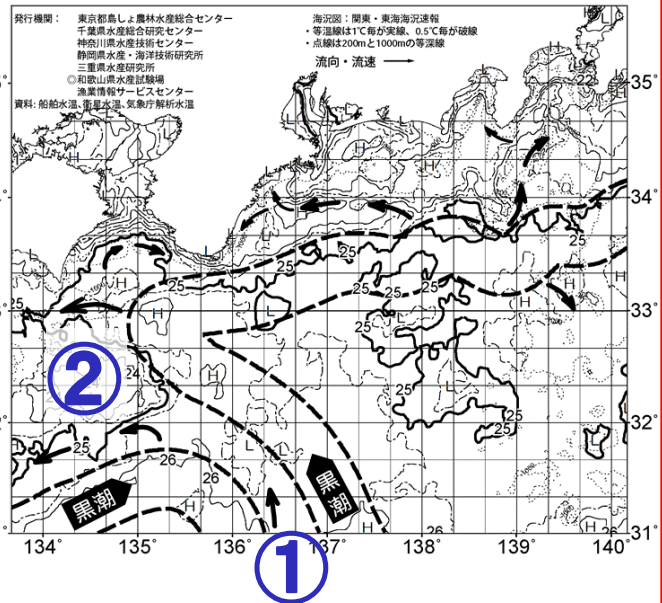 発行機関： 東京都島しょ農林水産総合センター
千葉県水産総合研究センター
神奈川県水産技術センター
静岡県水産・海洋技術研究所
三重県水産研究所
◎和歌山県水産試験場
漁業情報サービスセンター
資料: 船舶水温、衛星水温、気象庁解析水温
海況図：関東・東海海況速報
・等温線は1℃毎が実線、0.5℃毎が破線
・点線は200mと1000mの等深線
流向・流速
35°
34°
33°
32°
31°
134
135
136
137
138
139
140
22
25
25
25
25
25
25
25
25
25
25
25
24
25
26
26
26
H
L
黒潮
黒潮
①
②